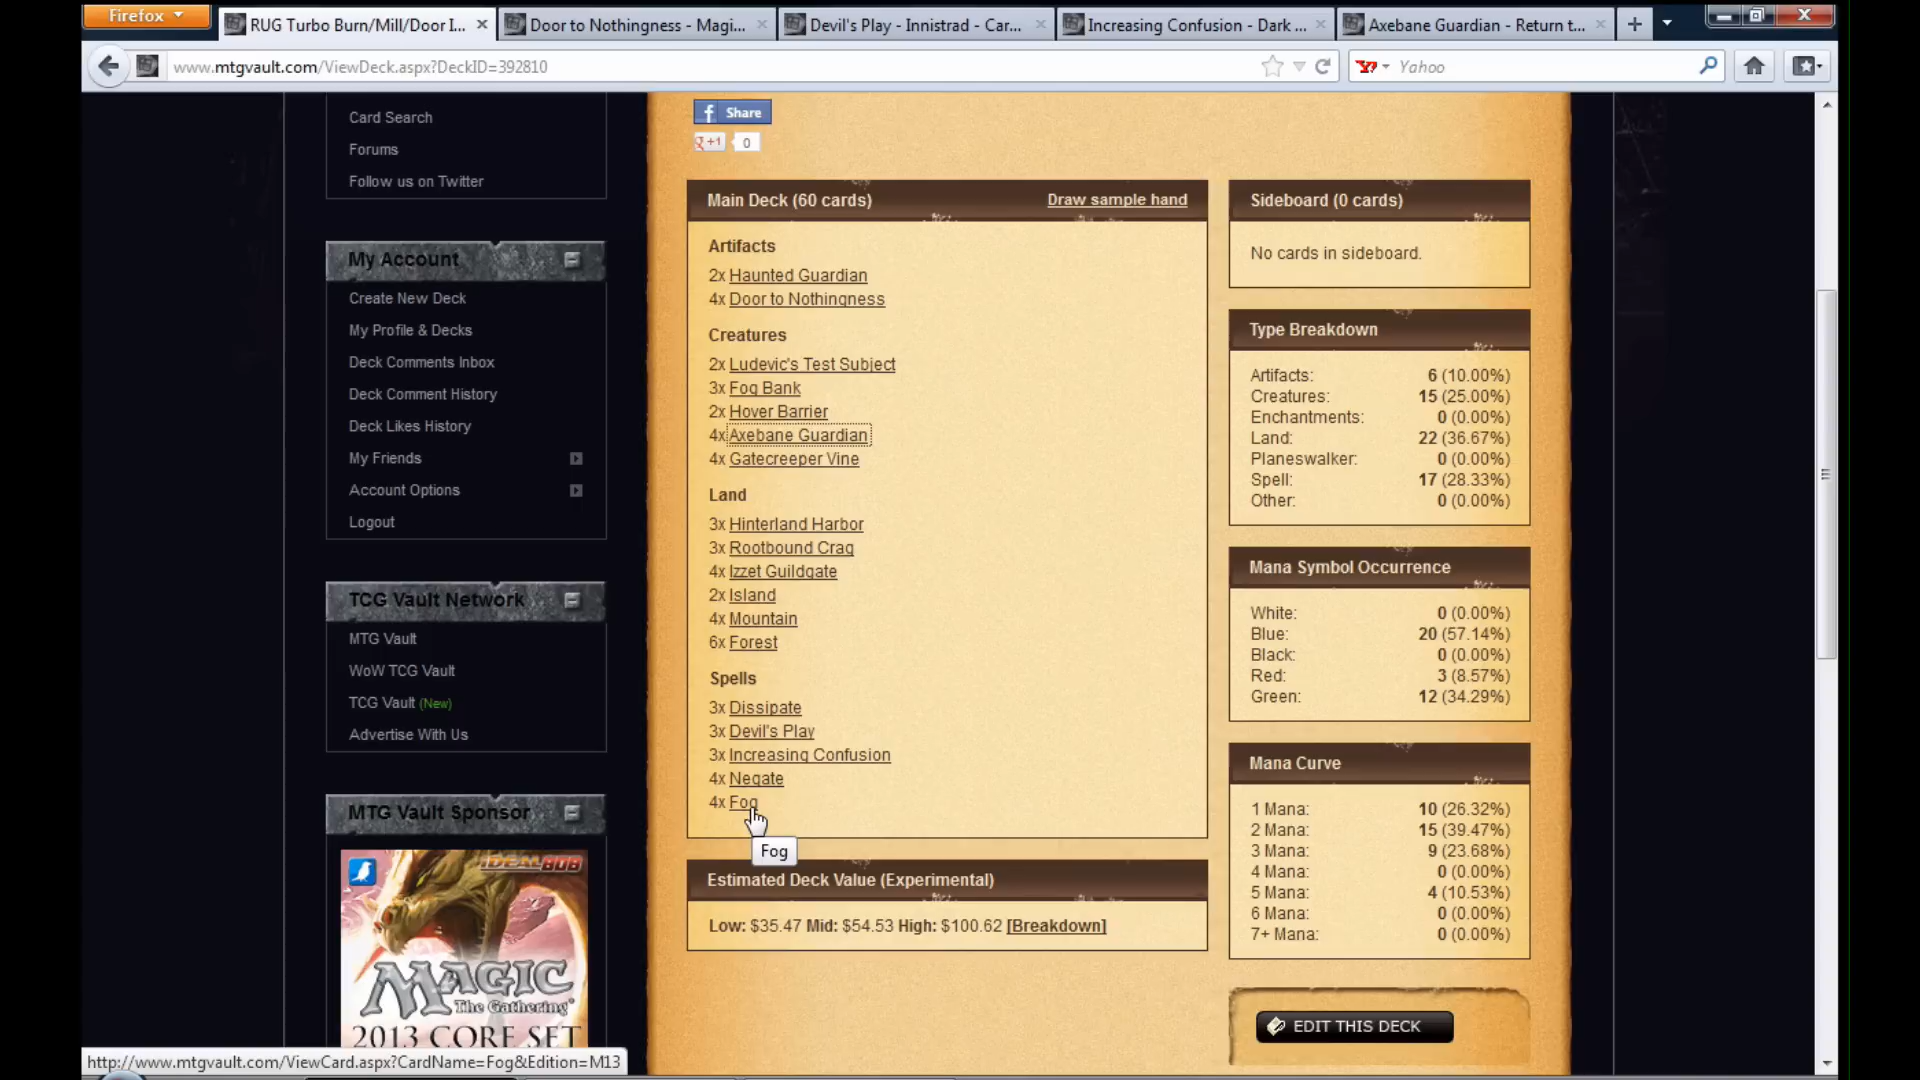 Firefox
RUG Turbo Burn/Mill/Door I...
Door to Nothingness - Magi...
Devil's Play - Innistrad - Car...
Increasing Confusion - Dark ...
Axebane Guardian - Return t...
www.mtgvault.com/ViewDeck.aspx?DeckID=392810
Yahoo
Card Search
Forums
Follow us on Twitter
My Account
Create New Deck
My Profile & Decks
Deck Comments Inbox
Deck Comment History
Deck Likes History
My Friends
Account Options
Logout
TCG Vault Network
MTG Vault
WoW TCG Vault
TCG Vault (New)
Advertise With Us
MTG Vault Sponsor
IDEAL808
MAGIC
The Gathering
2013 CORE SET
f Share
g +1 0
Main Deck (60 cards) Draw sample hand
Artifacts
2x Haunted Guardian
4x Door to Nothingness
Creatures
2x Ludevic's Test Subject
3x Fog Bank
2x Hover Barrier
4x Axebane Guardian
4x Gatecreeper Vine
Land
3x Hinterland Harbor
3x Rootbound Crag
4x Izzet Guildgate
2x Island
4x Mountain
6x Forest
Spells
3x Dissipate
3x Devil's Play
3x Increasing Confusion
4x Negate
4x Fog
Fog
Estimated Deck Value (Experimental)
Low: $35.47 Mid: $54.53 High: $100.62 [Breakdown]
Sideboard (0 cards)
No cards in sideboard.
Type Breakdown
Artifacts: 6 (10.00%)
Creatures: 15 (25.00%)
Enchantments: 0 (0.00%)
Land: 22 (36.67%)
Planeswalker: 0 (0.00%)
Spell: 17 (28.33%)
Other: 0 (0.00%)
Mana Symbol Occurrence
White: 0 (0.00%)
Blue: 20 (57.14%)
Black: 0 (0.00%)
Red: 3 (8.57%)
Green: 12 (34.29%)
Mana Curve
1 Mana: 10 (26.32%)
2 Mana: 15 (39.47%)
3 Mana: 9 (23.68%)
4 Mana: 0 (0.00%)
5 Mana: 4 (10.53%)
6 Mana: 0 (0.00%)
7+ Mana: 0 (0.00%)
EDIT THIS DECK
http://www.mtgvault.com/ViewCard.aspx?CardName=Fog&Edition=M13